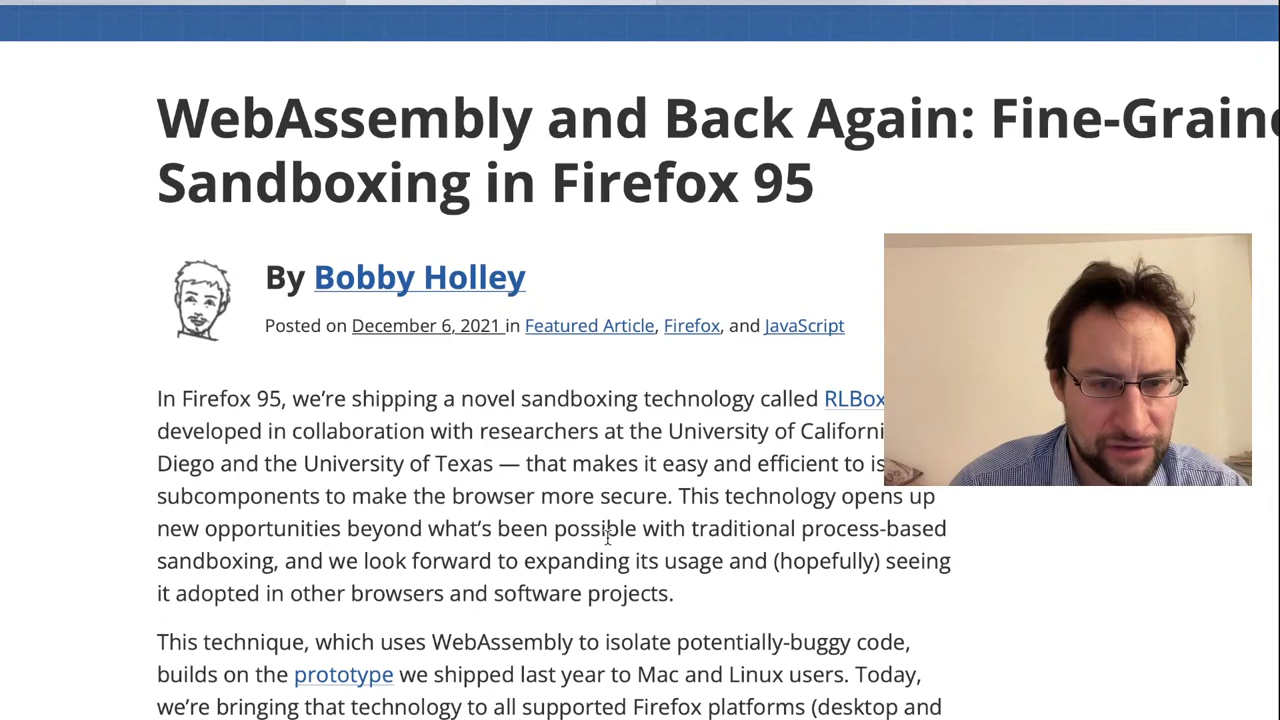 WebAssembly and Back Again: Fine-Grain
Sandboxing in Firefox 95
By Bobby Holley
Posted on December 6, 2021 in Featured Article, Firefox, and JavaScript
In Firefox 95, we’re shipping a novel sandboxing technology called RLBox
developed in collaboration with researchers at the University of Californi
Diego and the University of Texas — that makes it easy and efficient to is
subcomponents to make the browser more secure. This technology opens up
new opportunities beyond what’s been possible with traditional process-based
sandboxing, and we look forward to expanding its usage and (hopefully) seeing
it adopted in other browsers and software projects.
This technique, which uses WebAssembly to isolate potentially-buggy code,
builds on the prototype we shipped last year to Mac and Linux users. Today,
we’re bringing that technology to all supported Firefox platforms (desktop and